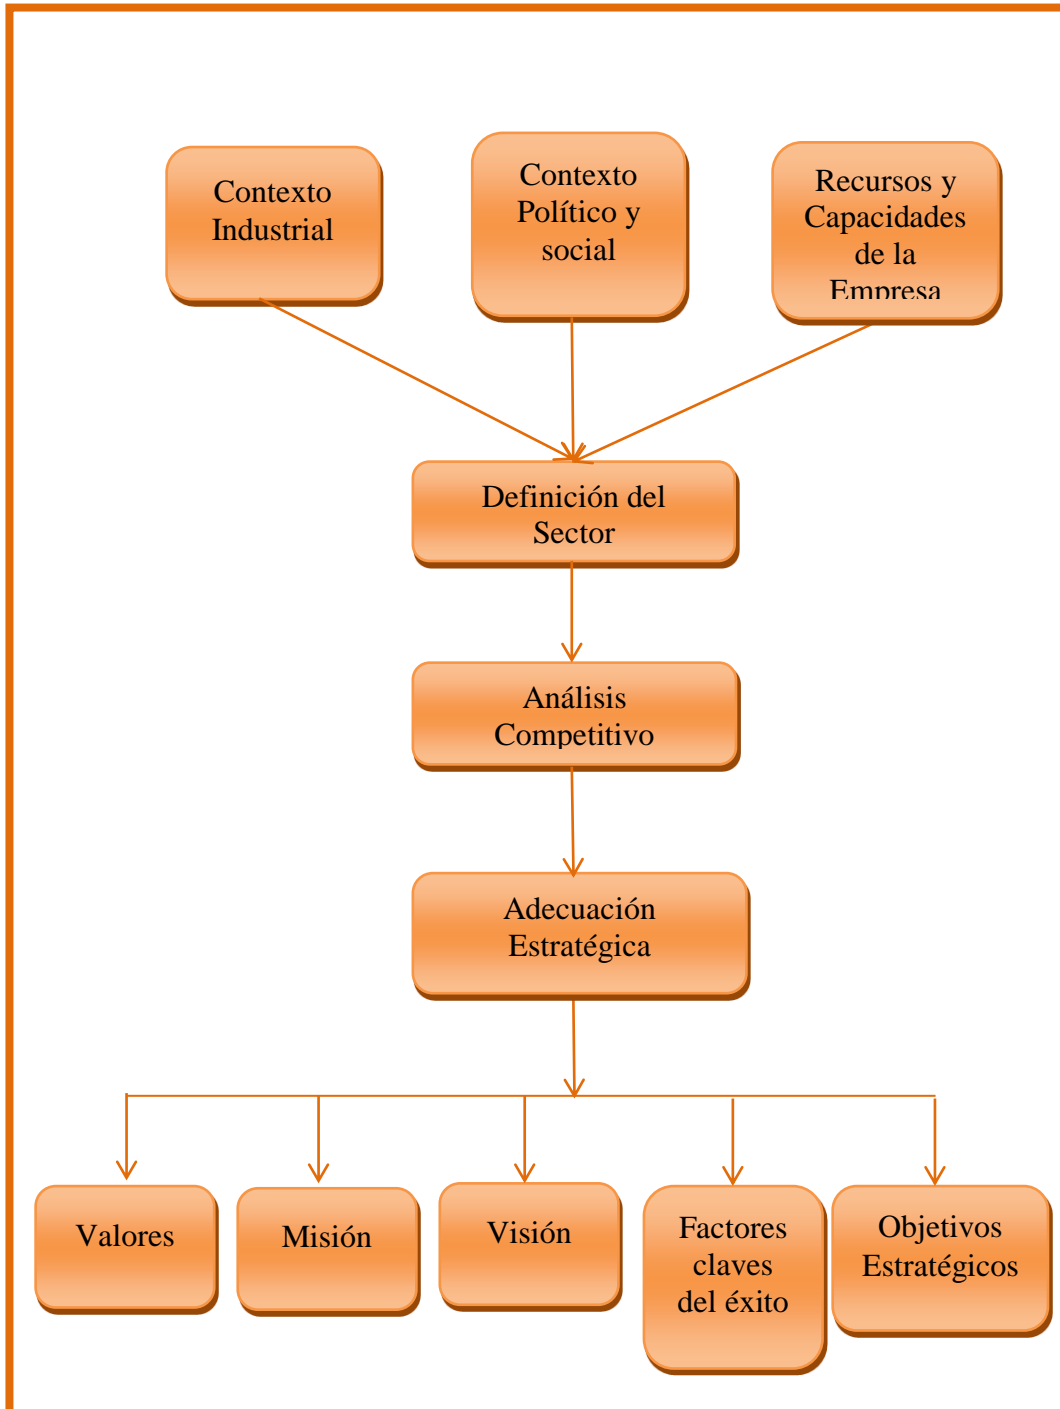 Contexto
Industrial
Contexto
Político y
social
Recursos y
Capacidades
de la
Empresa
Definición del
Sector
Análisis
Competitivo
Adecuación
Estratégica
Valores
Misión
Visión
Factores
claves
del éxito
Objetivos
Estratégicos